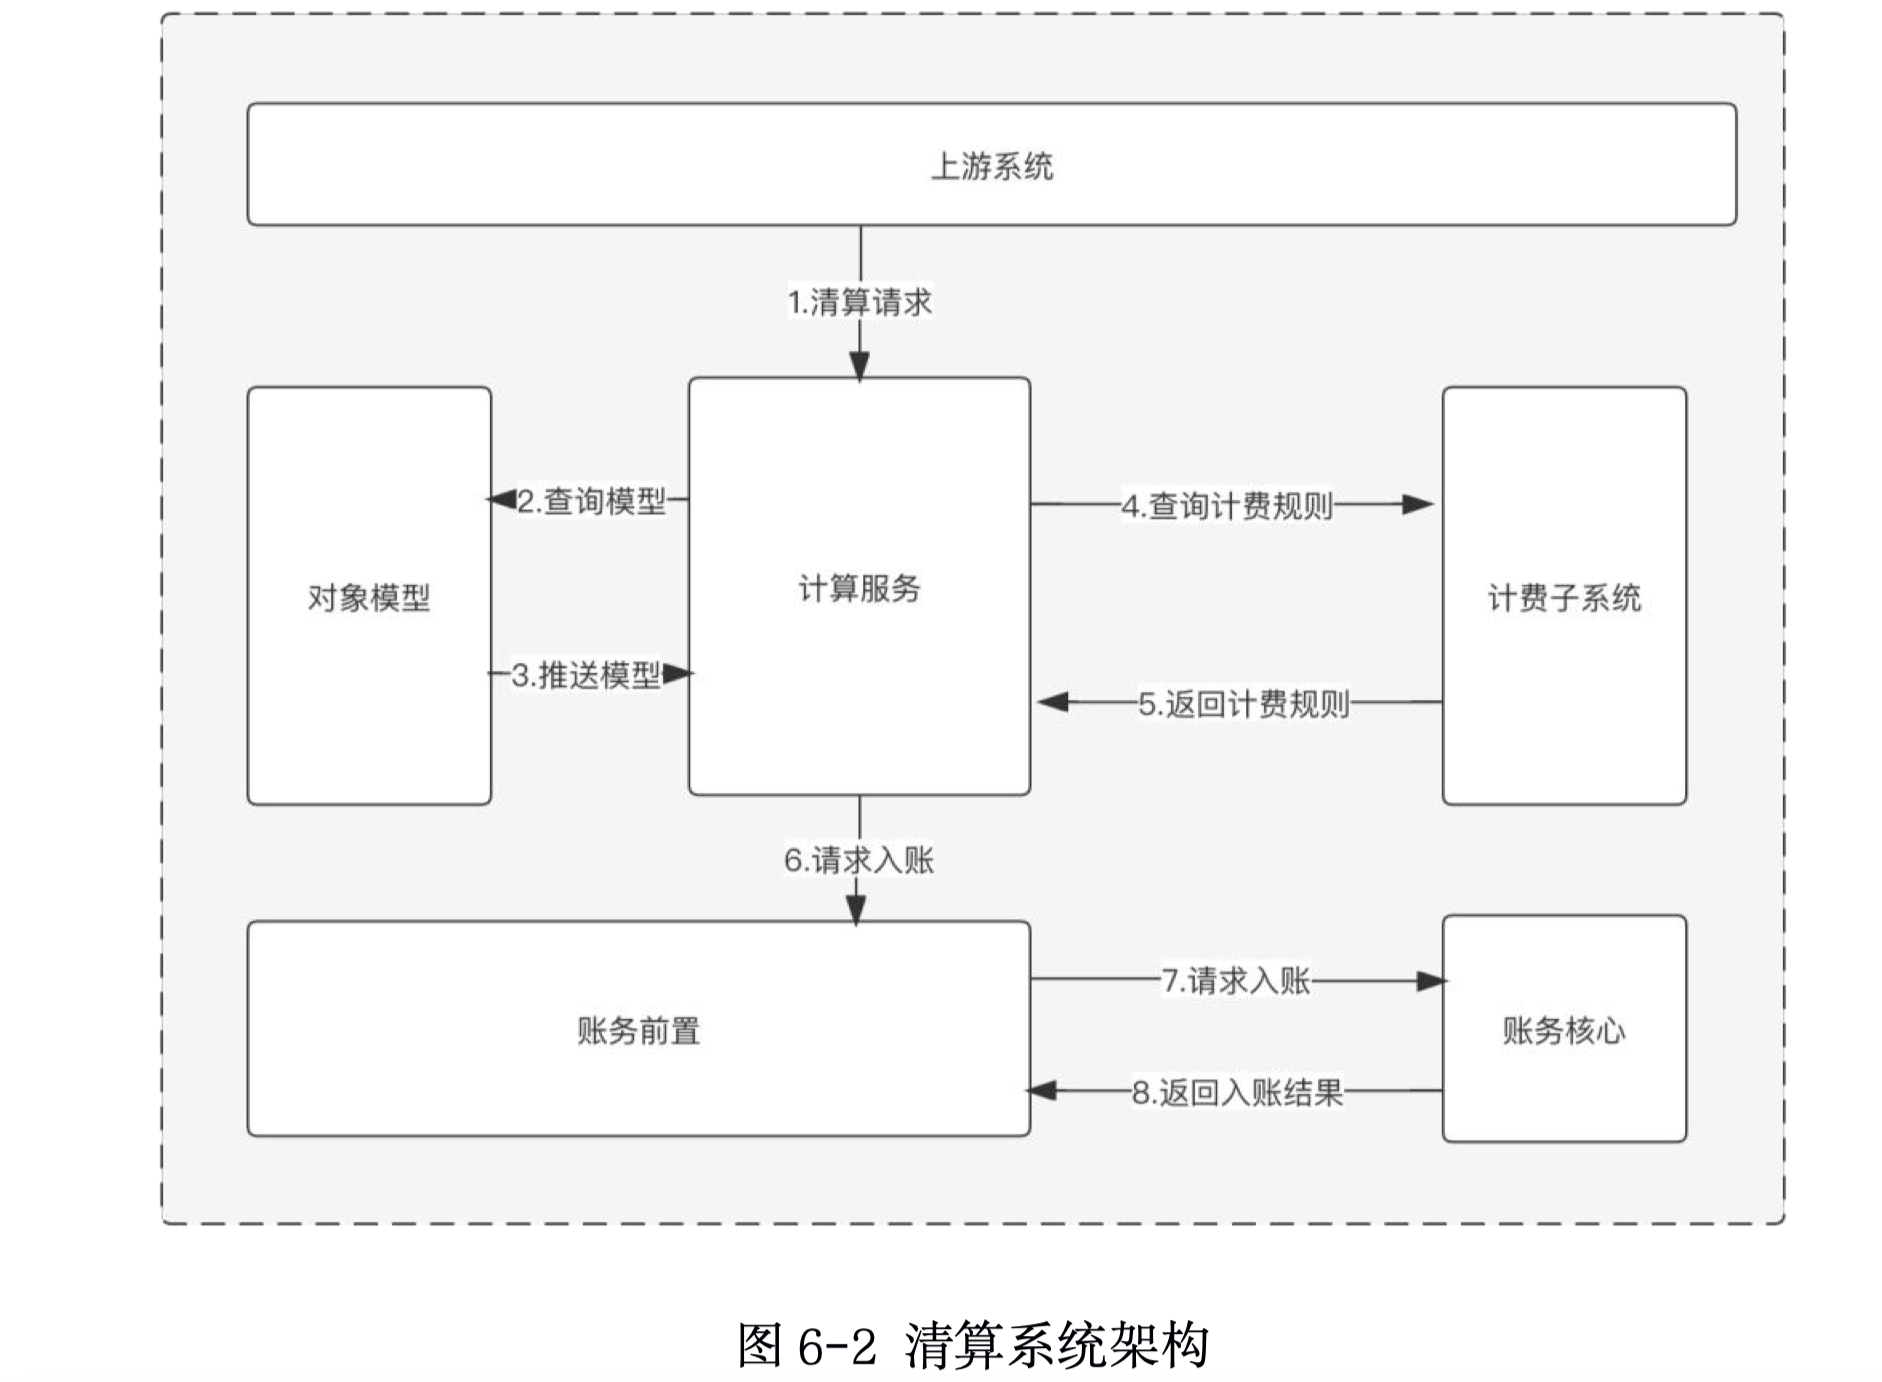 上游系统
1.清算请求
2.查询模型
4.查询计费规则
对象模型
计算服务
计费子系统
3.推送模型
5.返回计费规则
6.请求入账
7.请求入账
账务前置
账务核心
8.返回入账结果
图 6-2 清算系统架构